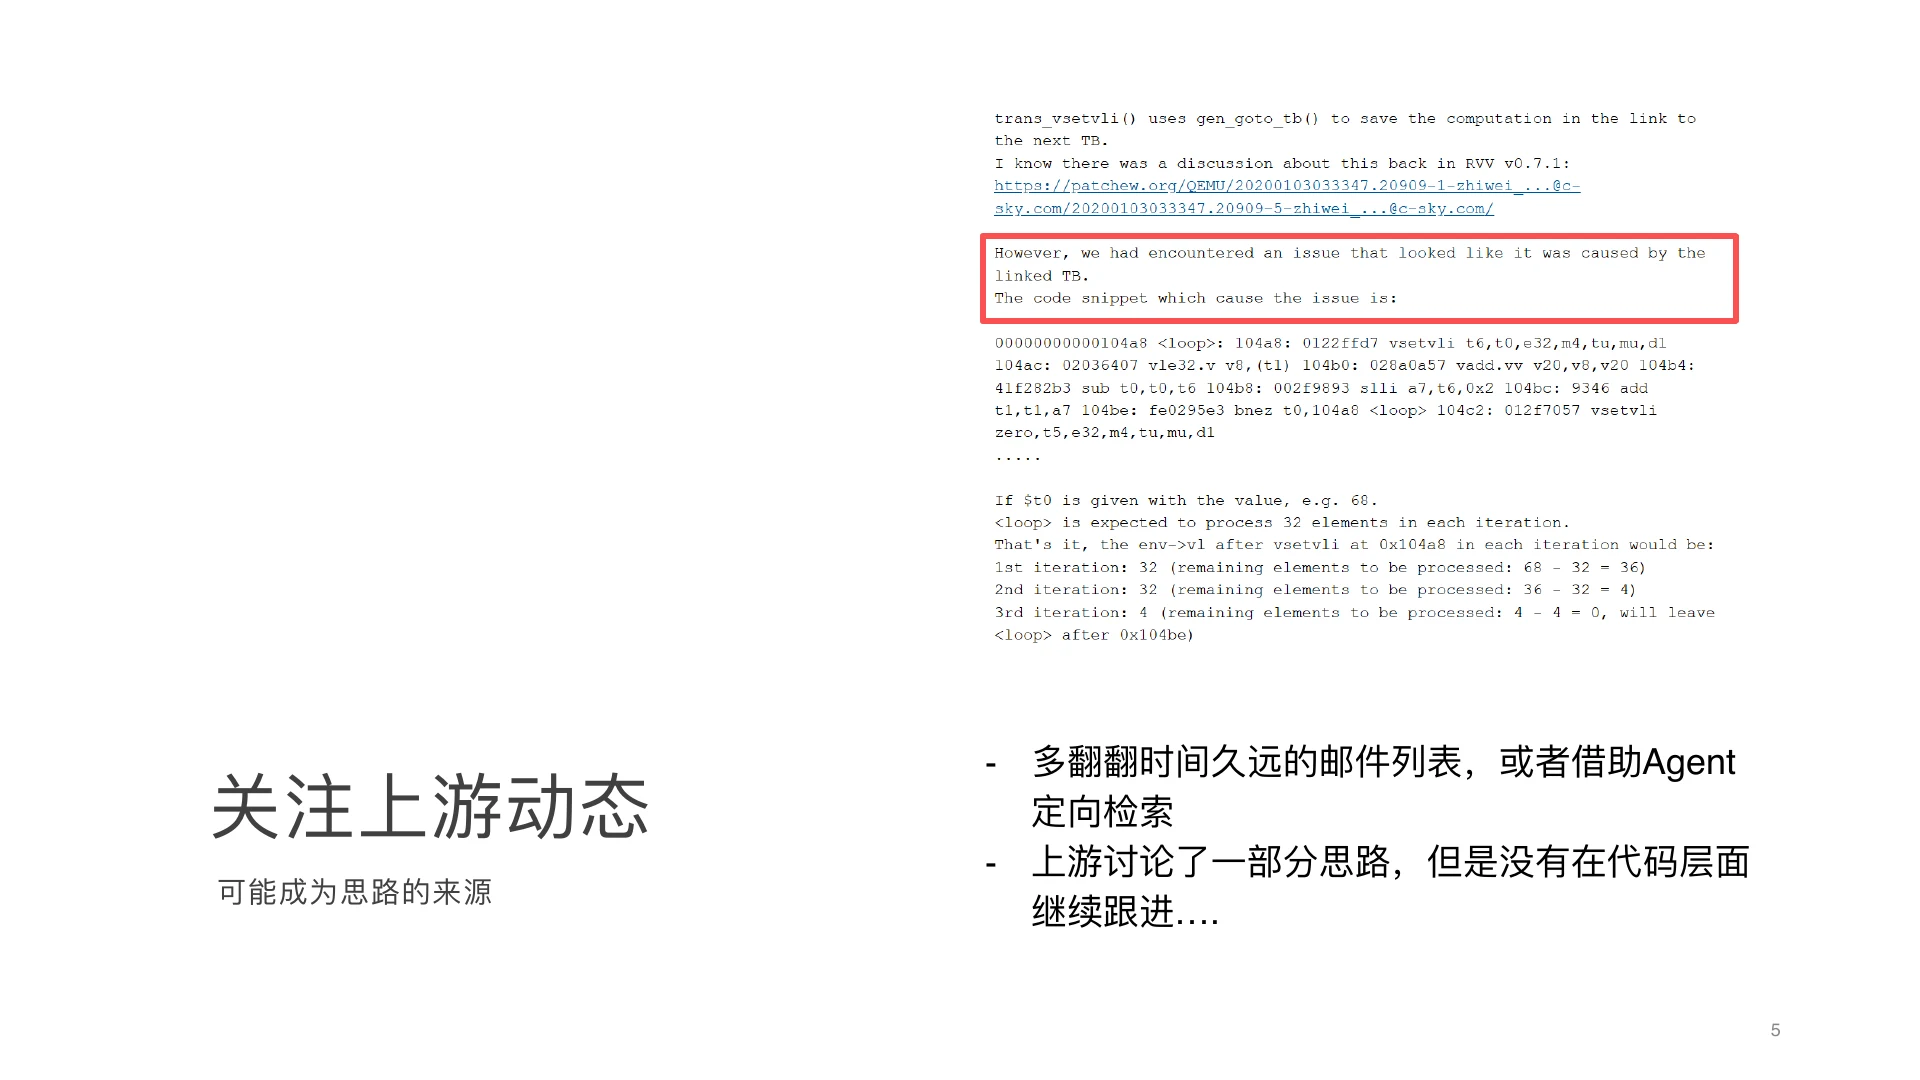 trans_vsetvli() uses gen_goto_tb() to save the computation in the link to
the next TB.
I know there was a discussion about this back in RVV v0.7.1:
https://patchew.org/QEMU/20200103033347.20909-1-zhiwei_...@c-
sky.com/20200103033347.20909-5-zhiwei_...@c-sky.com/
However, we had encountered an issue that looked like it was caused by the
linked TB.
The code snippet which cause the issue is:
00000000000104a8 <loop>: 104a8: 0122ffd7 vsetvli t6,t0,e32,m4,tu,mu,d1
104ac: 02036407 vle32.v v8,(t1) 104b0: 028a0a57 vadd.vv v20,v8,v20 104b4:
41f282b3 sub t0,t0,t6 104b8: 002f9893 slli a7,t6,0x2 104bc: 9346 add
t1,t1,a7 104be: fe0295e3 bnez t0,104a8 <loop> 104c2: 012f7057 vsetvli
zero,t5,e32,m4,tu,mu,d1
.....
If $t0 is given with the value, e.g. 68.
<loop> is expected to process 32 elements in each iteration.
That's it, the env->vl after vsetvli at 0x104a8 in each iteration would be:
1st iteration: 32 (remaining elements to be processed: 68 - 32 = 36)
2nd iteration: 32 (remaining elements to be processed: 36 - 32 = 4)
3rd iteration: 4 (remaining elements to be processed: 4 - 4 = 0, will leave
<loop> after 0x104be)
关注上游动态
可能成为思路的来源
- 多翻翻时间久远的邮件列表，或者借助Agent
定向检索
- 上游讨论了一部分思路，但是没有在代码层面
继续跟进....
5